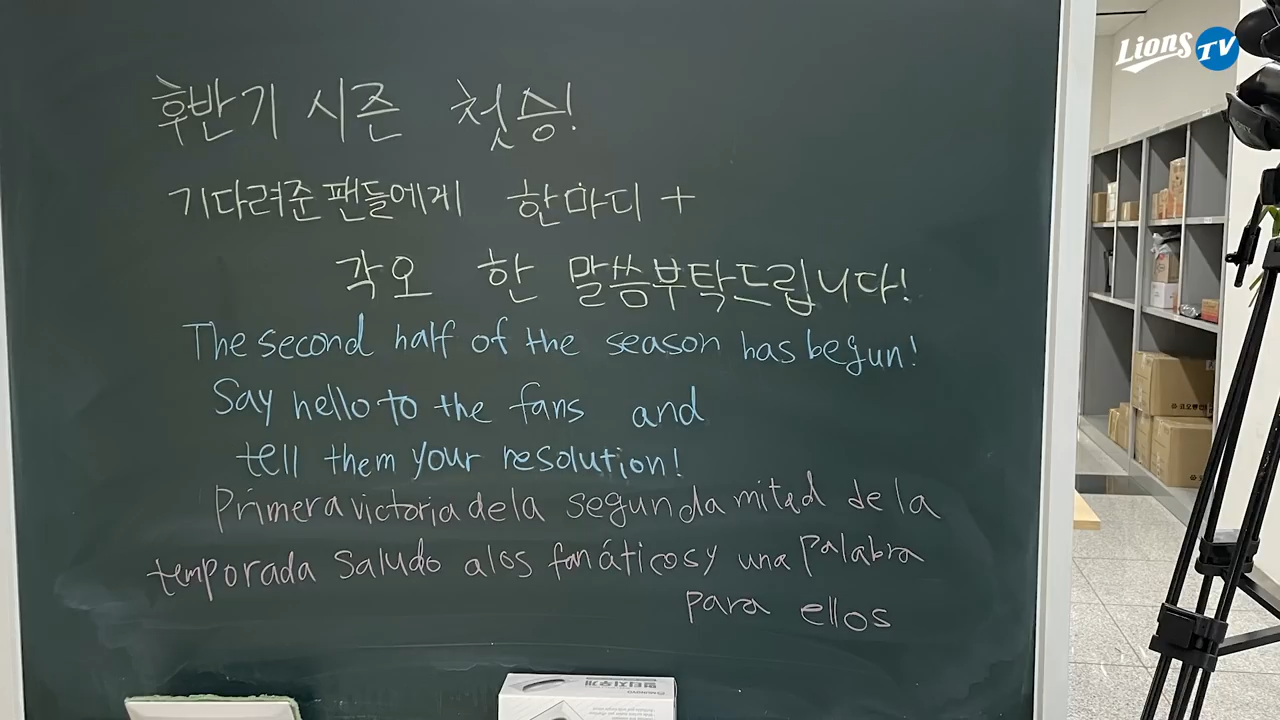 Lions TV
후반기 시즌 첫승!
기다려준 팬들에게 한마디 +
각오 한 말씀부탁드립니다!
The second half of the season has begun!
Say hello to the fans and
tell them your resolution!
Primera victoria de la segunda mitad de la
temporada saludo a los fanáticos y una palabra
para ellos